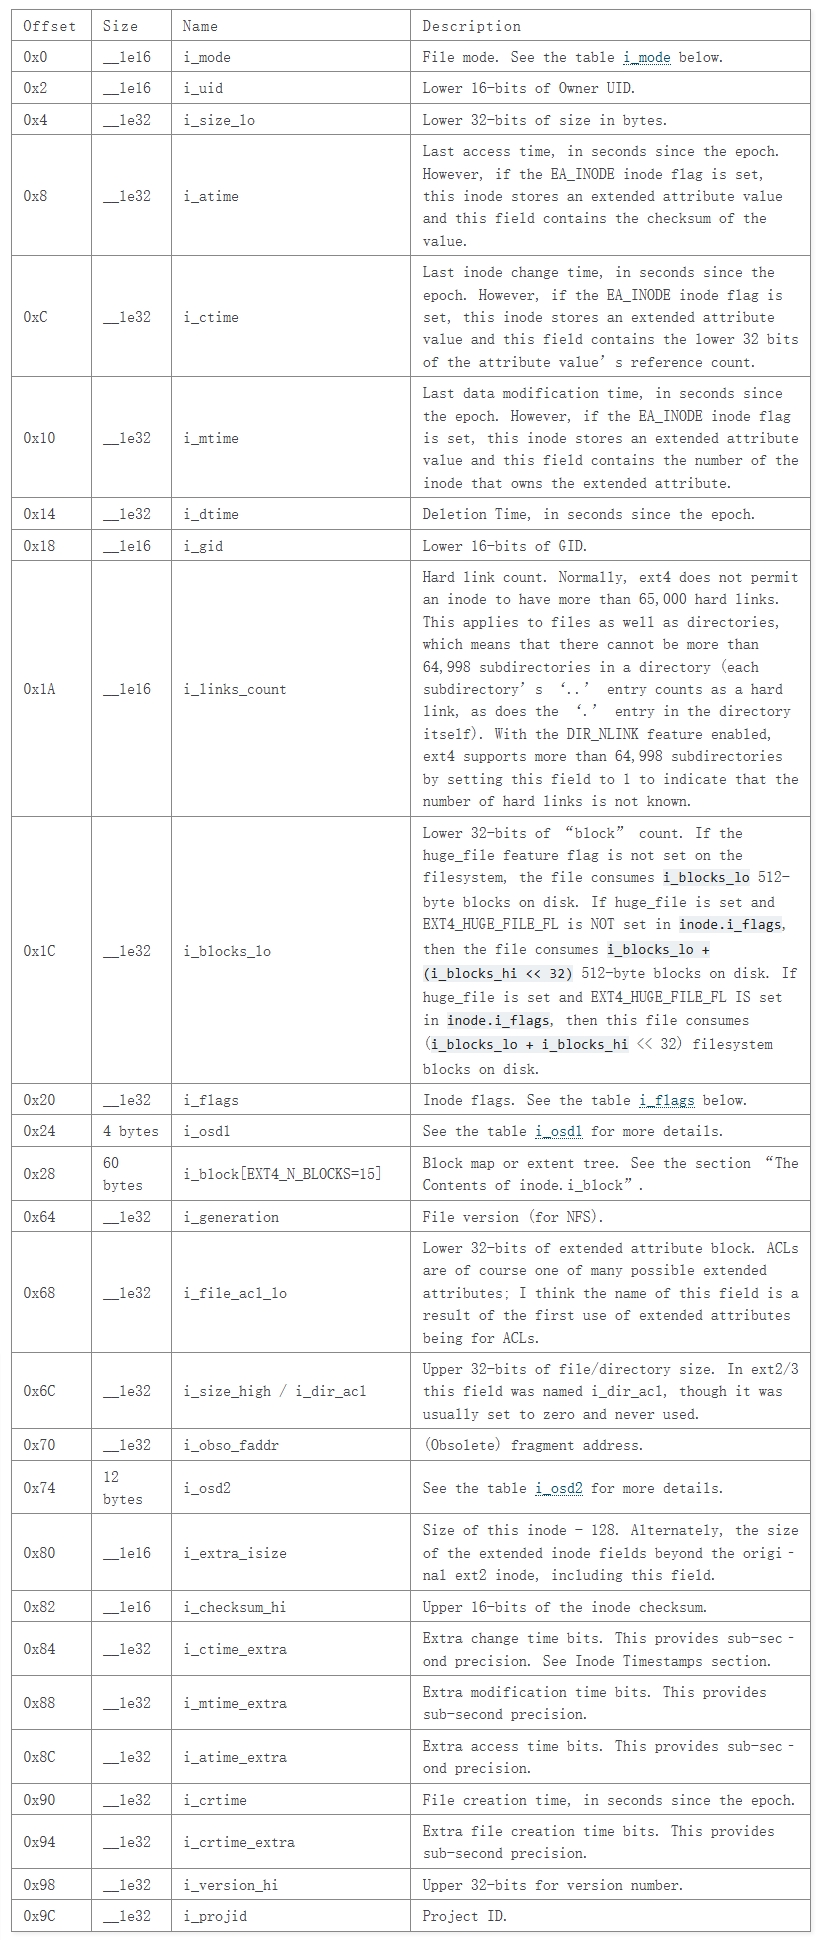 Offset Size Name Description
0x0 __le16 i_mode File mode. See the table i_mode below.
0x2 __le16 i_uid Lower 16-bits of Owner UID.
0x4 __le32 i_size_lo Lower 32-bits of size in bytes.
0x8 __le32 i_atime Last access time, in seconds since the epoch.
However, if the EA_INODE inode flag is set,
this inode stores an extended attribute value
and this field contains the checksum of the
value.
0xC __le32 i_ctime Last inode change time, in seconds since the
epoch. However, if the EA_INODE inode flag is
set, this inode stores an extended attribute
value and this field contains the lower 32 bits
of the attribute value’s reference count.
0x10 __le32 i_mtime Last data modification time, in seconds since
the epoch. However, if the EA_INODE inode flag
is set, this inode stores an extended attribute
value and this field contains the number of the
inode that owns the extended attribute.
0x14 __le32 i_dtime Deletion Time, in seconds since the epoch.
0x18 __le16 i_gid Lower 16-bits of GID.
0x1A __le16 i_links_count Hard link count. Normally, ext4 does not permit
an inode to have more than 65,000 hard links.
This applies to files as well as directories,
which means that there cannot be more than
64,998 subdirectories in a directory (each
subdirectory’s ‘..’ entry counts as a hard
link, as does the ‘.’ entry in the directory
itself). With the DIR_NLINK feature enabled,
ext4 supports more than 64,998 subdirectories
by setting this field to 1 to indicate that the
number of hard links is not known.
0x1C __le32 i_blocks_lo Lower 32-bits of “block” count. If the
huge_file feature flag is not set on the
filesystem, the file consumes i_blocks_lo 512-
byte blocks on disk. If huge_file is set and
EXT4_HUGE_FILE_FL is NOT set in inode.i_flags,
then the file consumes i_blocks_lo +
(i_blocks_hi << 32) 512-byte blocks on disk. If
huge_file is set and EXT4_HUGE_FILE_FL IS set
in inode.i_flags, then this file consumes
(i_blocks_lo + i_blocks_hi << 32) filesystem
blocks on disk.
0x20 __le32 i_flags Inode flags. See the table i_flags below.
0x24 4 bytes i_osd1 See the table i_osd1 for more details.
0x28 60 bytes i_block[EXT4_N_BLOCKS=15] Block map or extent tree. See the section “The
Contents of inode.i_block”.
0x64 __le32 i_generation File version (for NFS).
0x68 __le32 i_file_acl_lo Lower 32-bits of extended attribute block. ACLs
are of course one of many possible extended
attributes; I think the name of this field is a
result of the first use of extended attributes
being for ACLs.
0x6C __le32 i_size_high / i_dir_acl Upper 32-bits of file/directory size. In ext2/3
this field was named i_dir_acl, though it was
usually set to zero and never used.
0x70 __le32 i_obso_faddr (Obsolete) fragment address.
0x74 12 bytes i_osd2 See the table i_osd2 for more details.
0x80 __le16 i_extra_isize Size of this inode - 128. Alternately, the size
of the extended inode fields beyond the origi-
nal ext2 inode, including this field.
0x82 __le16 i_checksum_hi Upper 16-bits of the inode checksum.
0x84 __le32 i_ctime_extra Extra change time bits. This provides sub-sec-
ond precision. See Inode Timestamps section.
0x88 __le32 i_mtime_extra Extra modification time bits. This provides
sub-second precision.
0x8C __le32 i_atime_extra Extra access time bits. This provides sub-sec-
ond precision.
0x90 __le32 i_crtime File creation time, in seconds since the epoch.
0x94 __le32 i_crtime_extra Extra file creation time bits. This provides
sub-second precision.
0x98 __le32 i_version_hi Upper 32-bits for version number.
0x9C __le32 i_projid Project ID.